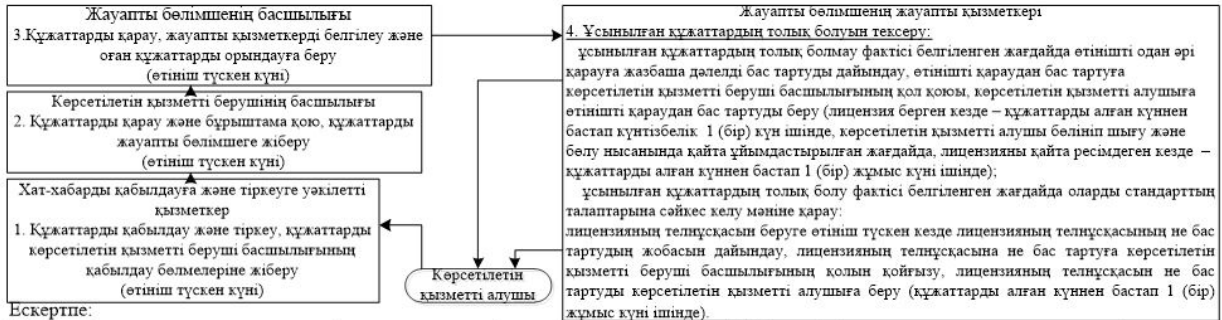 Жауапты бөлімшенің басшылығы
3.Құжаттарды қарау, жауапты қызметкерді белгілеу және
оған құжаттарды орындауға беру
(өтініш түскен күні)
Көрсетілетін қызметті берушінің басшылығы
2. Құжаттарды қарау және бұрыштама қою, құжаттарды
жауапты бөлімшеге жіберу
(өтініш түскен күні)
Хат-хабарды қабылдауға және тіркеуге уәкілетті
қызметкер
1. Құжаттарды қабылдау және тіркеу, құжаттарды
көрсетілетін қызметті беруші басшылығының
қабылдау бөлмелеріне жіберу
(өтініш түскен күні)
Ескертпе:
Көрсетілетін
қызметті алушы
Жауапты бөлімшенің жауапты қызметкері
4. Ұсынылған құжаттардың толық болуын тексеру:
ұсынылған құжаттардың толық болмау фактісі белгіленген жағдайда өтінішті одан әрі
қарауға жазбаша дәлелді бас тартуды дайындау, өтінішті қараудан бас тартуға
көрсетілетін қызметті беруші басшылығының қол қоюы, көрсетілетін қызметті алушыға
өтінішті қараудан бас тартуды беру (лицензия берген кезде – құжаттарды алған күннен
бастап күнтізбелік 1 (бір) күн ішінде, көрсетілетін қызметті алушы бөлініп шығу және
бөлу нысанында қайта ұйымдастырылған жағдайда, лицензияны қайта ресімдеген кезде –
құжаттарды алған күннен бастап 1 (бір) жұмыс күні ішінде);
ұсынылған құжаттардың толық болу фактісі белгіленген жағдайда оларды стандарттың
талаптарына сәйкес келу мәніне қарау:
лицензияның телнұсқасын беруге өтініш түскен кезде лицензияның телнұсқасының не бас
тартудың жобасын дайындау, лицензияның телнұсқасына не бас тартуға көрсетілетін
қызметті беруші басшылығының қолын қойғызу, лицензияның телнұсқасын не бас
тартуды көрсетілетін қызметті алушыға беру (құжаттарды алған күннен бастап 1 (бір)
жұмыс күні ішінде).